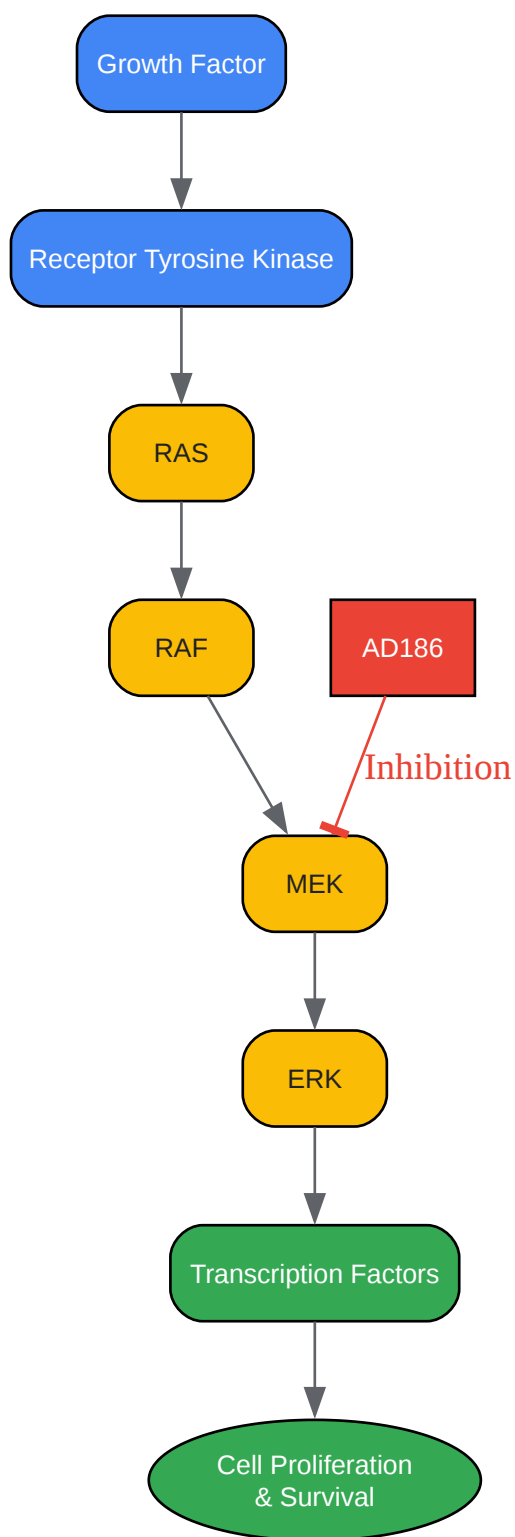 Growth Factor
Receptor Tyrosine Kinase
RAS
RAF
AD186
Inhibition
MEK
ERK
Transcription Factors
Cell Proliferation
& Survival